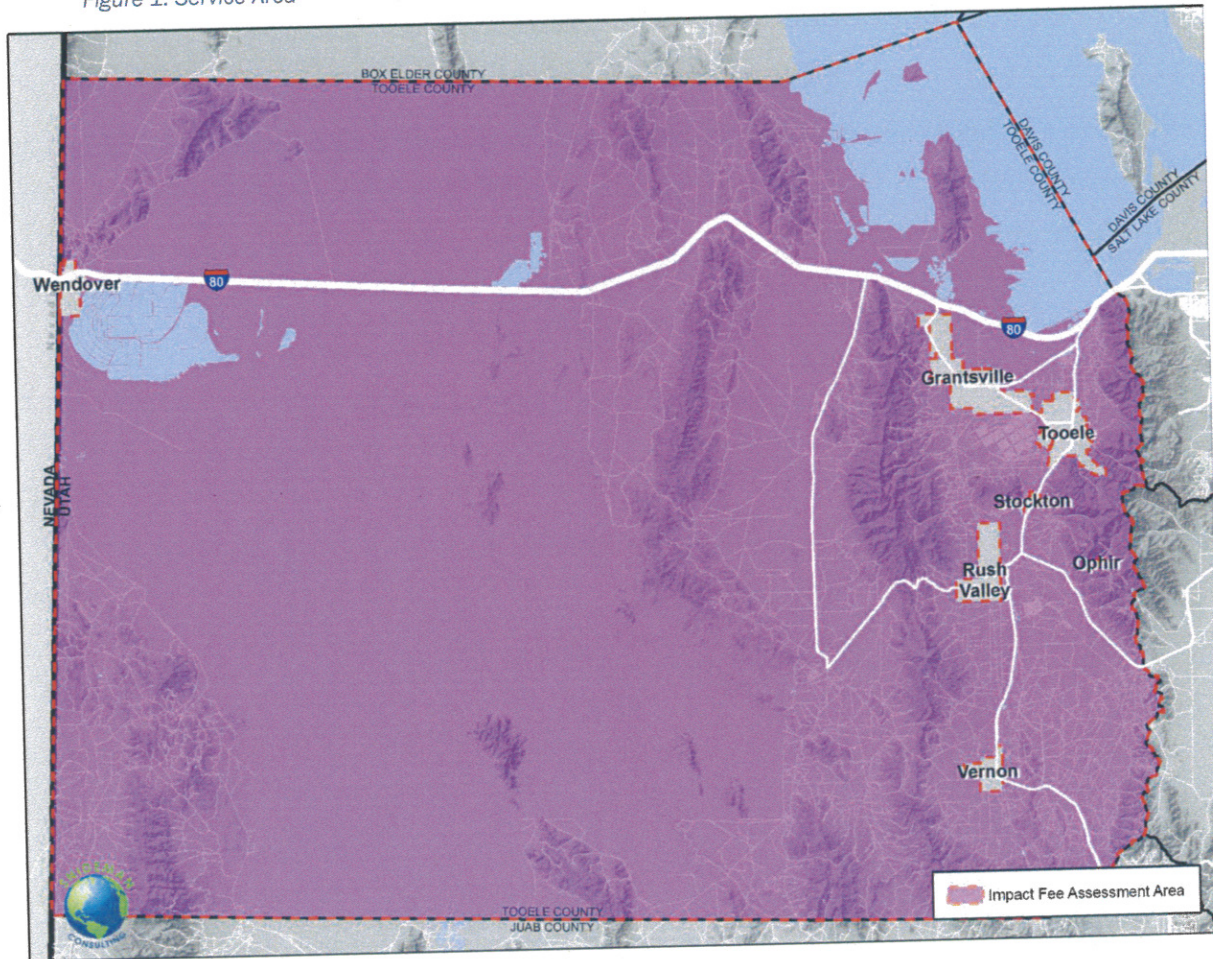 Figure 1: Service Area
BOX ELDER COUNTY
TOOELE COUNTY
DAVIS COUNTY
TOOELE COUNTY
DAVIS COUNTY
SALT LAKE COUNTY
Wendover
80
80
Grantsville
Tooele
NEVADA
UTAH
Stockton
Ophir
Rush
Valley
Vernon
Impact Fee Assessment Area
TOOELE COUNTY
JUAB COUNTY
CONSULTING